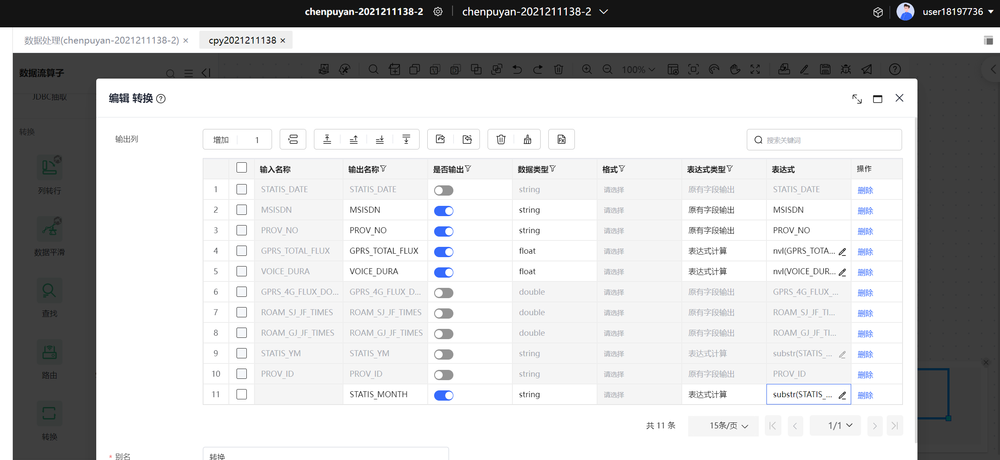 chenpuyan-2021211138-2 chenpuyan-2021211138-2 user18197736
数据处理(chenpuyan-2021211138-2) × cpy2021211138 ×
数据流算子 100%
JDBC抽取
转换
列转行
数据平滑
查找
路由
转换
编辑 转换
输出列 增加 1 搜索关键词
输入名称 输出名称 是否输出 数据类型 格式 表达式类型 表达式 操作
1 STATIS_DATE STATIS_DATE string 请选择 原有字段输出 STATIS_DATE 删除
2 MSISDN MSISDN string 请选择 原有字段输出 MSISDN 删除
3 PROV_NO PROV_NO string 请选择 原有字段输出 PROV_NO 删除
4 GPRS_TOTAL_FLUX GPRS_TOTAL_FLUX float 请选择 表达式计算 nvl(GPRS_TOTA... 删除
5 VOICE_DURA VOICE_DURA float 请选择 表达式计算 nvl(VOICE_DUR... 删除
6 GPRS_4G_FLUX_DO... GPRS_4G_FLUX_D... double 请选择 原有字段输出 GPRS_4G_FLUX_... 删除
7 ROAM_SJ_JF_TIMES ROAM_SJ_JF_TIMES double 请选择 原有字段输出 ROAM_SJ_JF_TI... 删除
8 ROAM_GJ_JF_TIMES ROAM_GJ_JF_TIMES double 请选择 原有字段输出 ROAM_GJ_JF_TI... 删除
9 STATIS_YM STATIS_YM string 请选择 表达式计算 substr(STATIS_... 删除
10 PROV_ID PROV_ID string 请选择 原有字段输出 PROV_ID 删除
11 STATIS_MONTH string 请选择 表达式计算 substr(STATIS_... 删除
共 11 条 15条/页 1/1
* 别名 转换